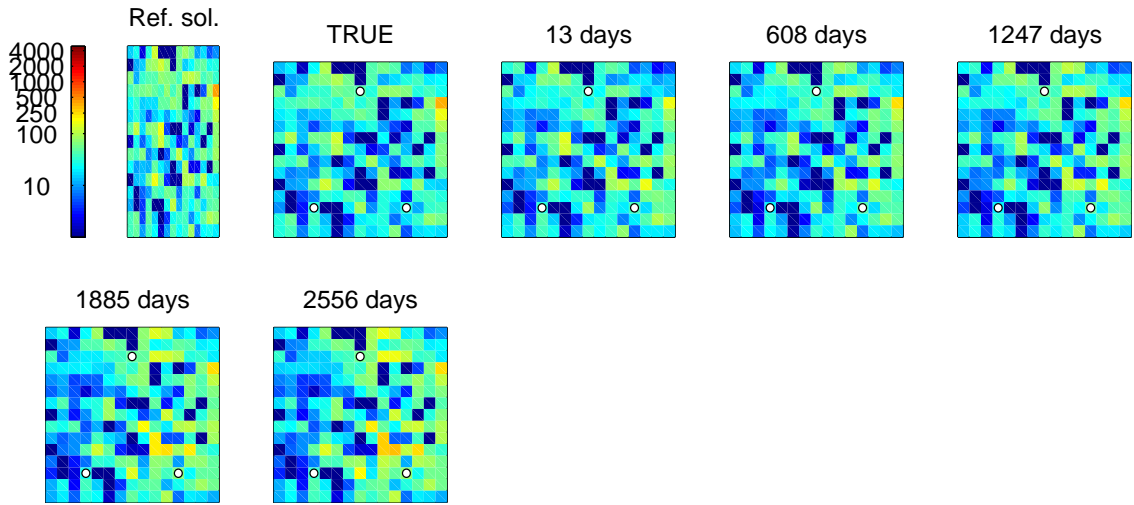 Ref. sol.
TRUE
13 days
608 days
1247 days
4000
2000
1000
500
250
100
10
1885 days
2556 days